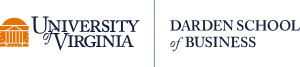 UNIVERSITY
of VIRGINIA
DARDEN SCHOOL
of BUSINESS